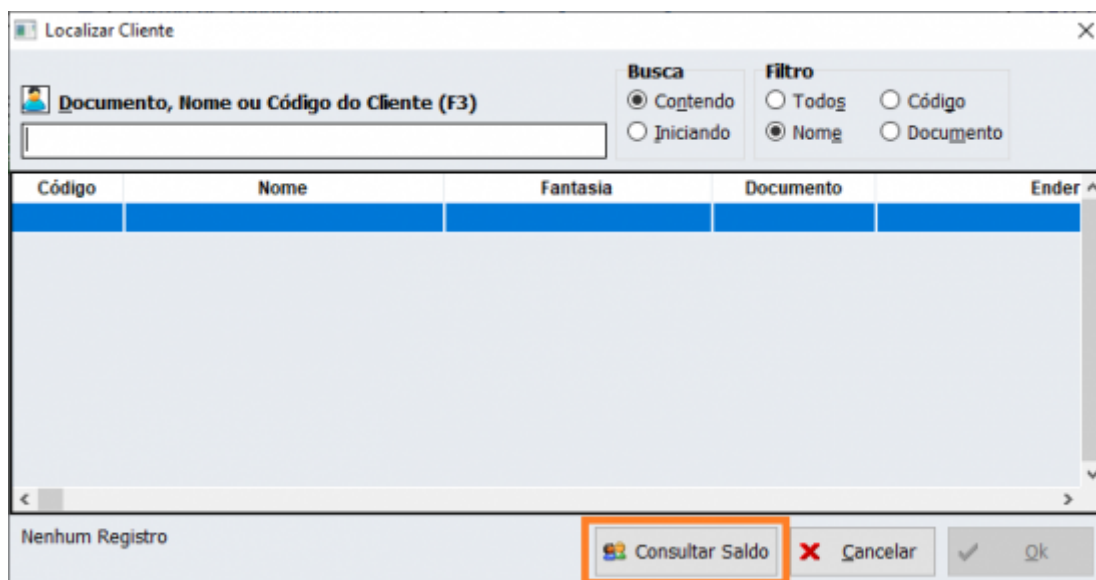 Localizar Cliente
Documento, Nome ou Código do Cliente (F3)
Busca
Contendo
Iniciando
Filtro
Todos
Código
Nome
Documento
Código Nome Fantasia Documento Ender
Nenhum Registro
Consultar Saldo
Cancelar
Ok